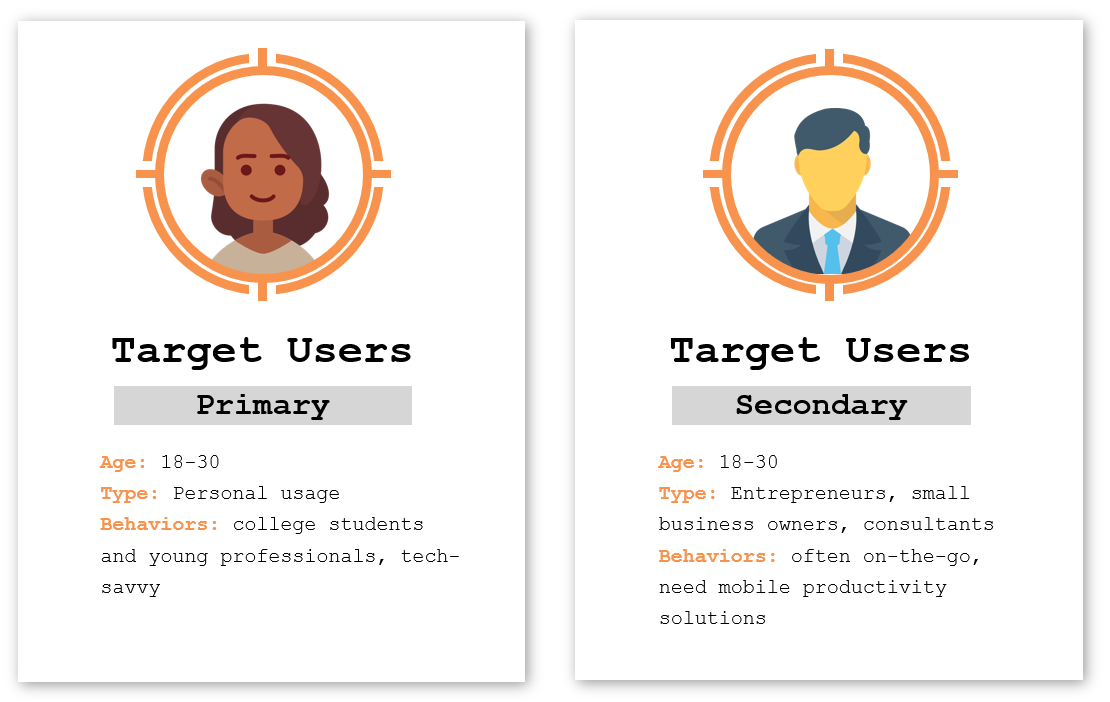 Target Users
Primary
Age: 18-30
Type: Personal usage
Behaviors: college students
and young professionals, tech-
savvy
Target Users
Secondary
Age: 18-30
Type: Entrepreneurs, small
business owners, consultants
Behaviors: often on-the-go,
need mobile productivity
solutions